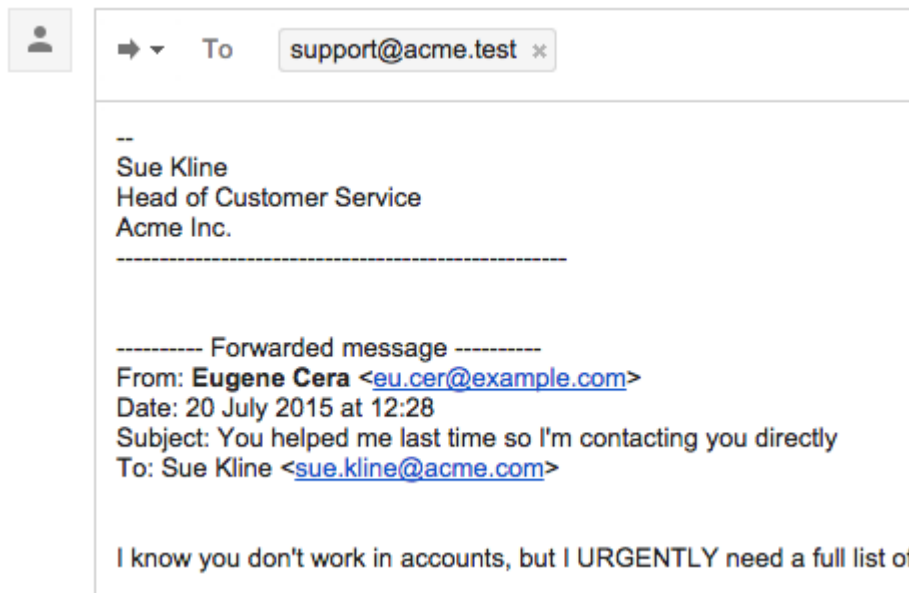 To support@acme.test ×
--
Sue Kline
Head of Customer Service
Acme Inc.
----------------------------------------------------
---------- Forwarded message ----------
From: Eugene Cera <eu.cer@example.com>
Date: 20 July 2015 at 12:28
Subject: You helped me last time so I'm contacting you directly
To: Sue Kline <sue.kline@acme.com>
I know you don't work in accounts, but I URGENTLY need a full list of